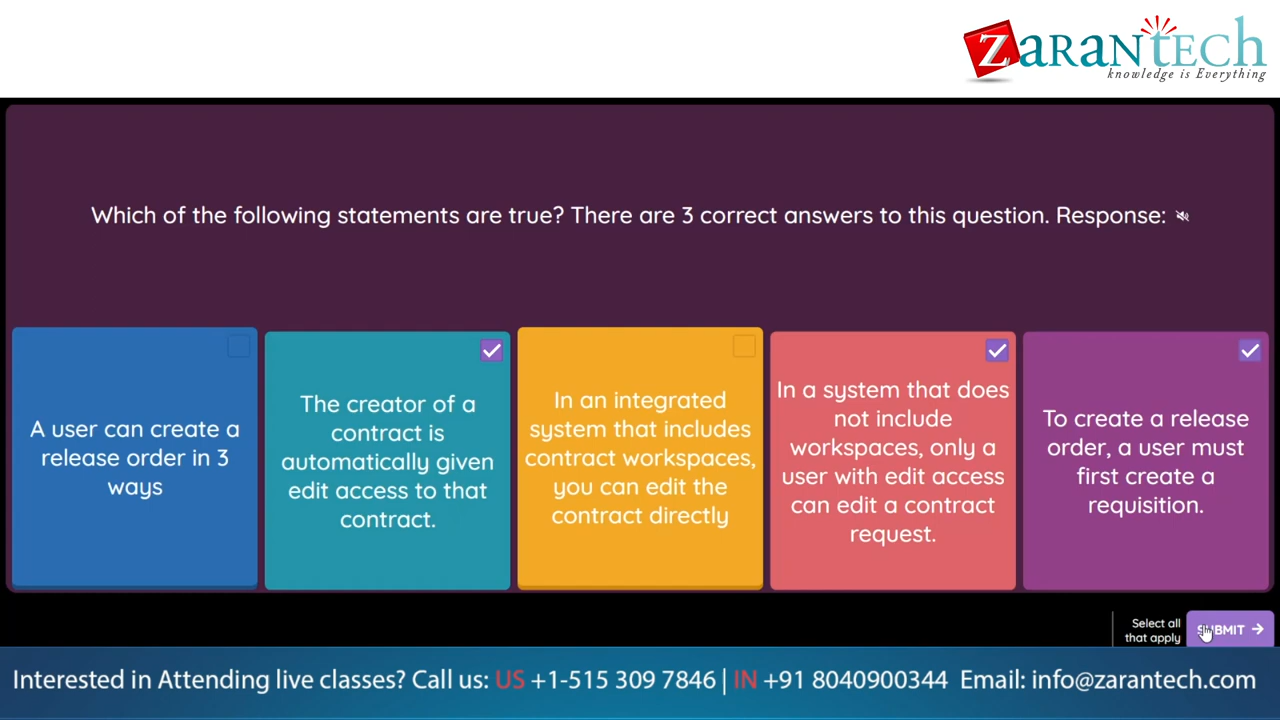 ZARANTECH
knowledge is Everything
Which of the following statements are true? There are 3 correct answers to this question. Response:
A user can create a
release order in 3
ways
The creator of a
contract is
automatically given
edit access to that
contract.
In an integrated
system that includes
contract workspaces,
you can edit the
contract directly
In a system that does
not include
workspaces, only a
user with edit access
can edit a contract
request.
To create a release
order, a user must
first create a
requisition.
Select all
that apply
SUBMIT
Interested in Attending live classes? Call us: US +1-515 309 7846 | IN +91 8040900344 Email: info@zarantech.com